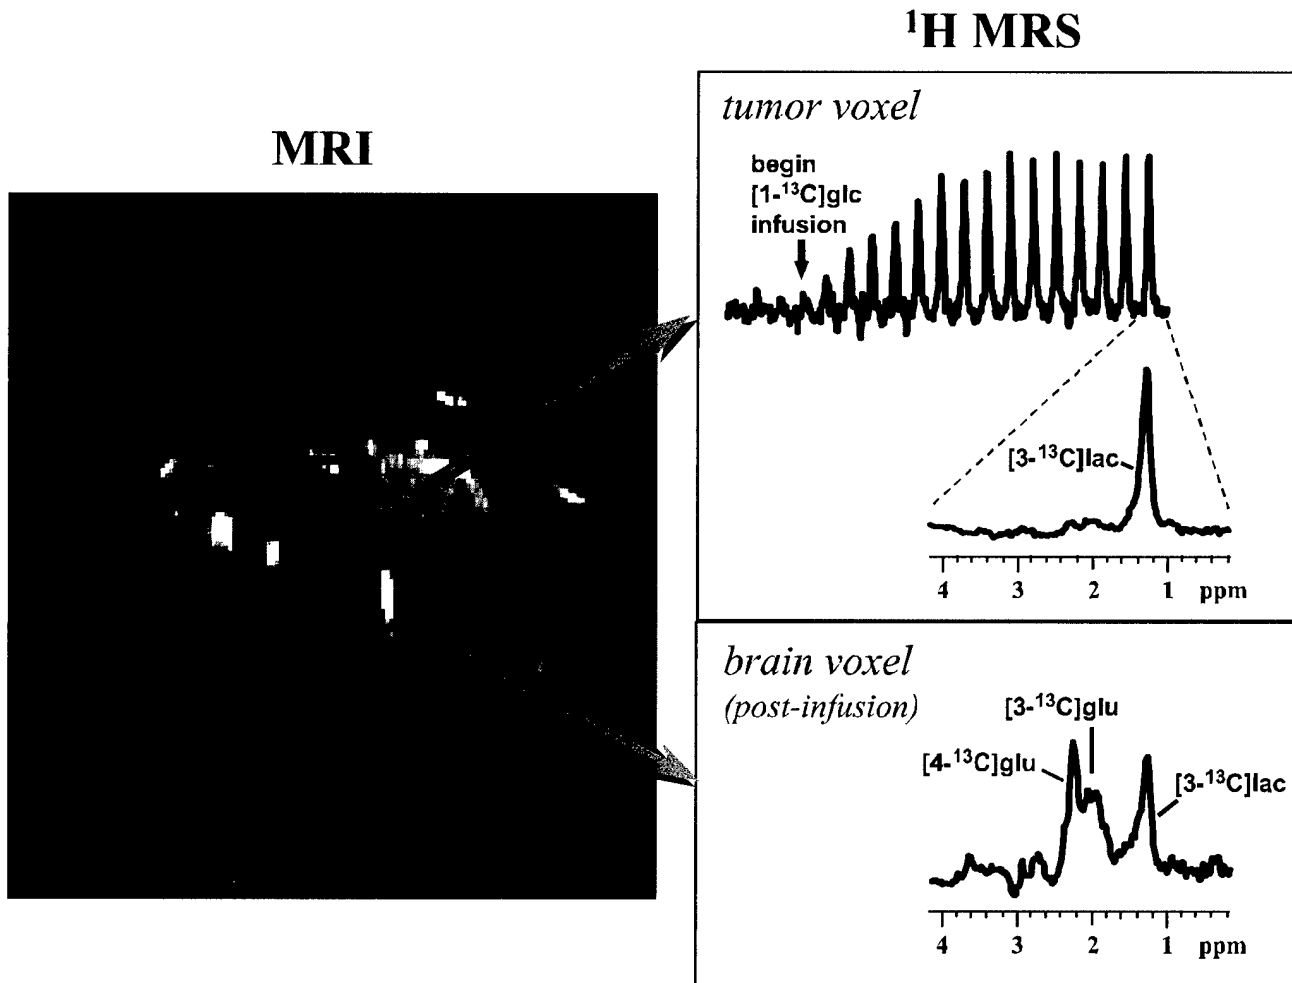 ¹H MRS
MRI
tumor voxel
begin
[1-¹³C]glc
infusion
[3-¹³C]lac
4 3 2 1 ppm
brain voxel
(post-infusion)
[3-¹³C]glu
[4-¹³C]glu
[3-¹³C]lac
4 3 2 1 ppm